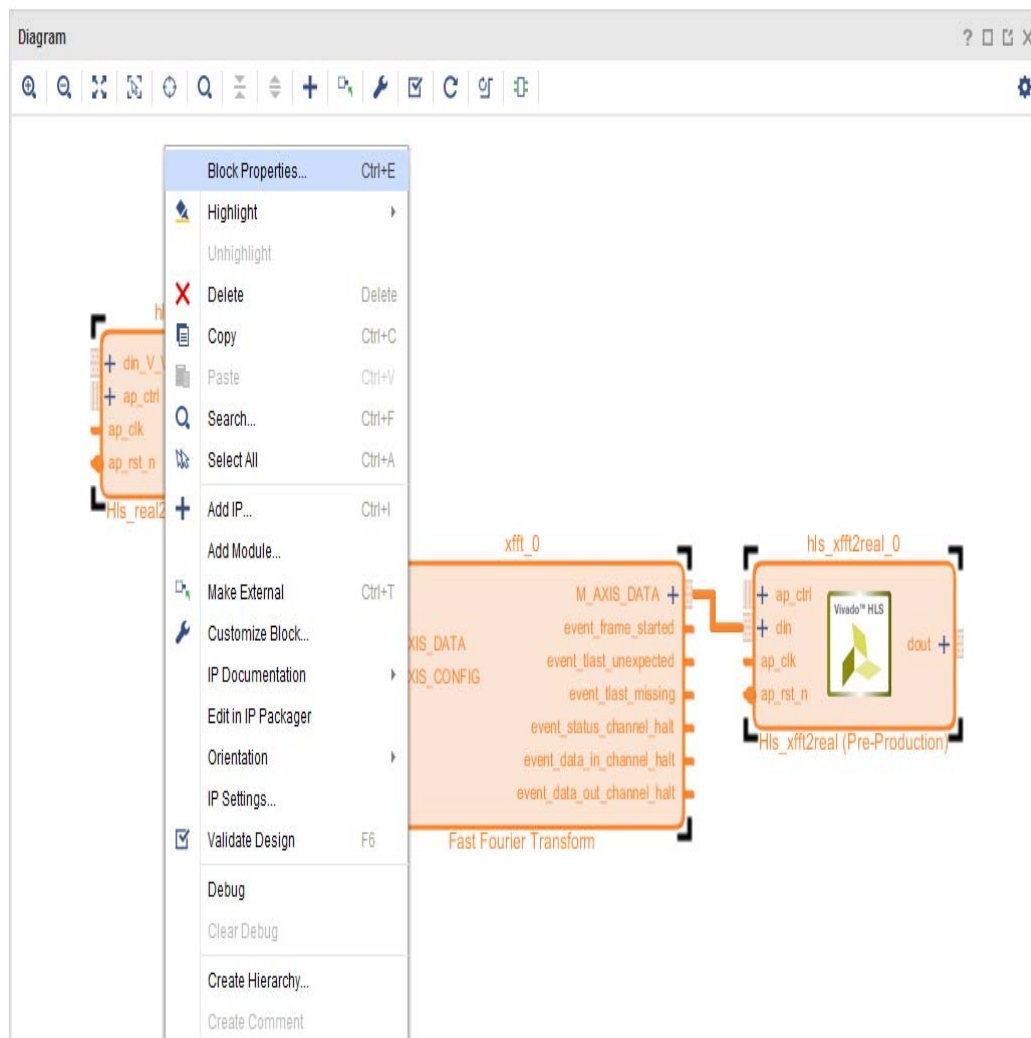 Diagram
Block Properties... Ctrl+E
Highlight
Unhighlight
Delete Delete
Copy Ctrl+C
Paste Ctrl+V
Search... Ctrl+F
Select All Ctrl+A
Add IP... Ctrl+I
Add Module...
Make External Ctrl+T
Customize Block...
IP Documentation
Edit in IP Packager
Orientation
IP Settings...
Validate Design F6
Debug
Clear Debug
Create Hierarchy...
Create Comment
din_V_
ap_ctrl
ap_clk
ap_rst_n
Hls_real2
xfft_0
M_AXIS_DATA
event_frame_started
XIS_DATA
event_tlast_unexpected
XIS_CONFIG
event_tlast_missing
event_status_channel_halt
event_data_in_channel_halt
event_data_out_channel_halt
Fast Fourier Transform
hls_xfft2real_0
ap_ctrl
din
ap_clk
ap_rst_n
Vivado™ HLS
dout
Hls_xfft2real (Pre-Production)